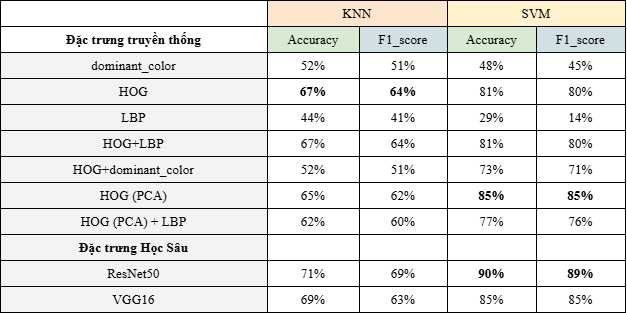 KNN SVM
Đặc trưng truyền thống Accuracy F1_score Accuracy F1_score
dominant_color 52% 51% 48% 45%
HOG 67% 64% 81% 80%
LBP 44% 41% 29% 14%
HOG+LBP 67% 64% 81% 80%
HOG+dominant_color 52% 51% 73% 71%
HOG (PCA) 65% 62% 85% 85%
HOG (PCA) + LBP 62% 60% 77% 76%
Đặc trưng Học Sâu
ResNet50 71% 69% 90% 89%
VGG16 69% 63% 85% 85%